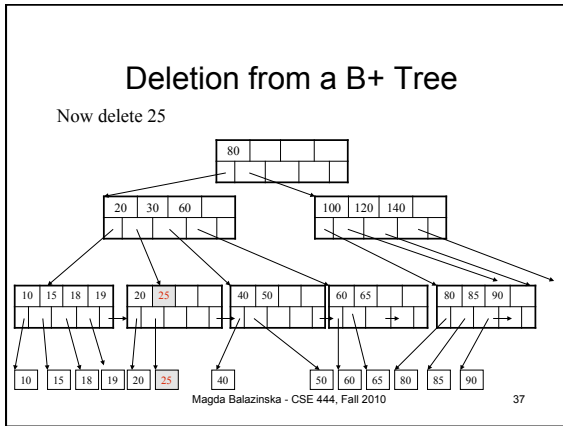 Deletion from a B+ Tree
Now delete 25
80
20 30 60
100 120 140
10 15 18 19
20 25
40 50
60 65
80 85 90
10 15 18 19 20 25 40 50 60 65 80 85 90
Magda Balazinska - CSE 444, Fall 2010 37